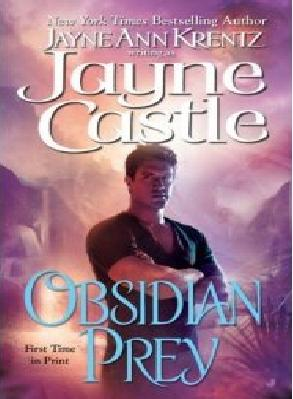 New York Times Bestselling Author
JAYNE ANN KRENTZ
writing as
Jayne
Castle
OBSIDIAN
PREY
First Time
in Print